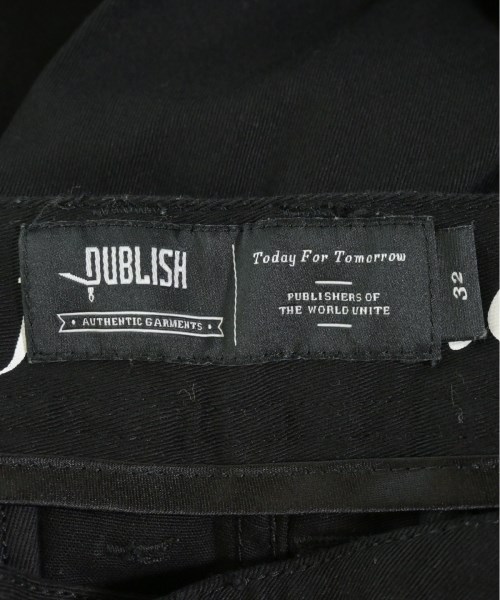 PUBLISH
• AUTHENTIC GARMENTS •
Today For Tomorrow
PUBLISHERS OF
THE WORLD UNITE
32